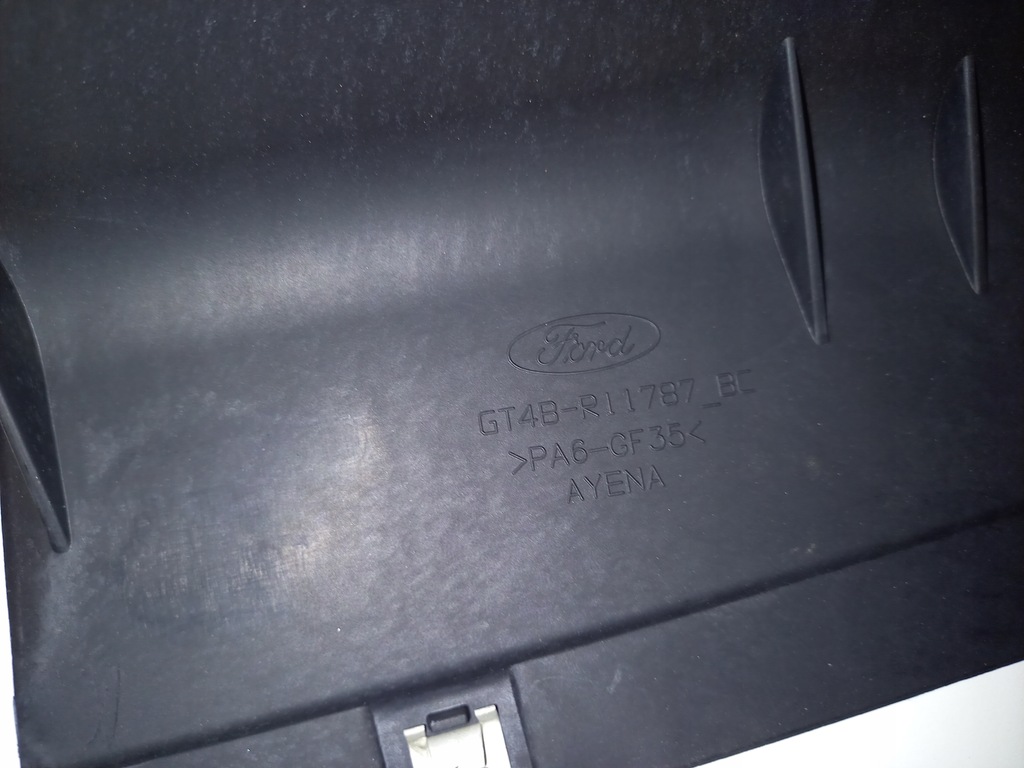 Ford
GT4B-R11787_BC
>PA6-GF35<
AYENA